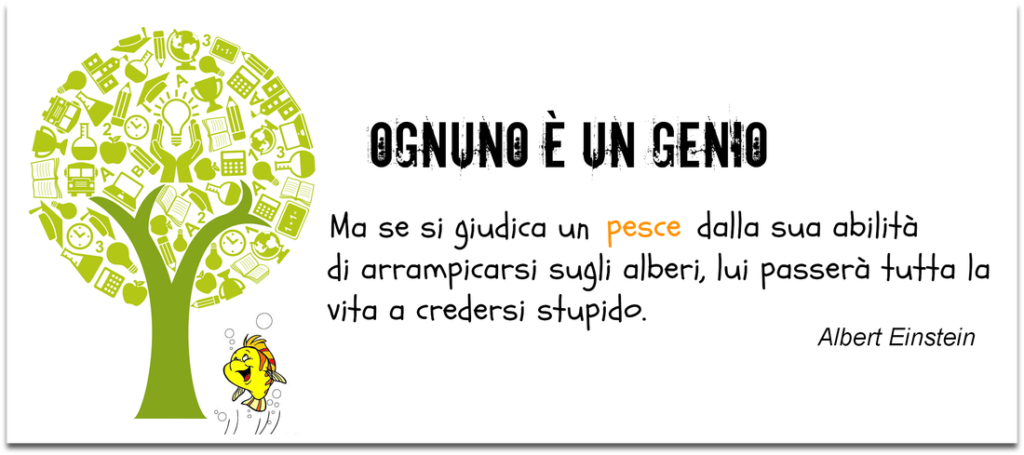 OGNUNO È UN GENIO
Ma se si giudica un pesce dalla sua abilità
di arrampicarsi sugli alberi, lui passerà tutta la
vita a credersi stupido.
Albert Einstein